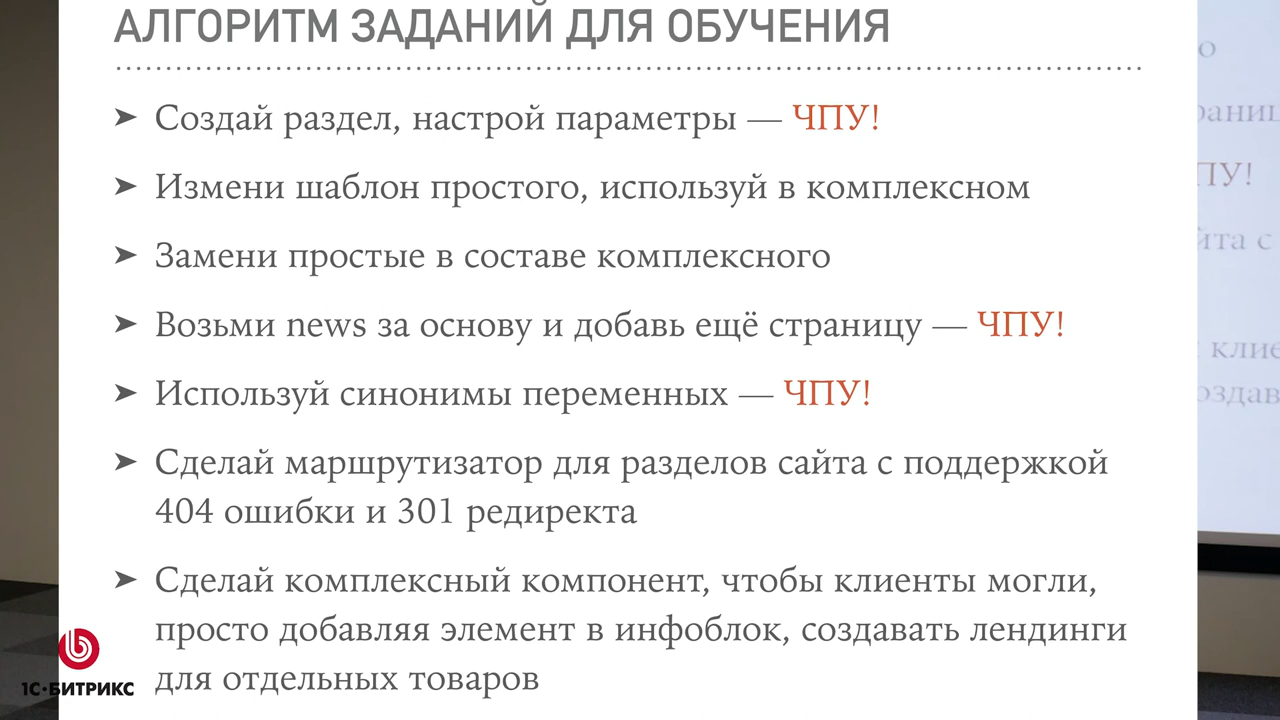 АЛГОРИТМ ЗАДАНИЙ ДЛЯ ОБУЧЕНИЯ
➤ Создай раздел, настрой параметры — ЧПУ!
➤ Измени шаблон простого, используй в комплексном
➤ Замени простые в составе комплексного
➤ Возьми news за основу и добавь ещё страницу — ЧПУ!
➤ Используй синонимы переменных — ЧПУ!
➤ Сделай маршрутизатор для разделов сайта с поддержкой
404 ошибки и 301 редиректа
➤ Сделай комплексный компонент, чтобы клиенты могли,
просто добавляя элемент в инфоблок, создавать лендинги
для отдельных товаров
1С·БИТРИКС